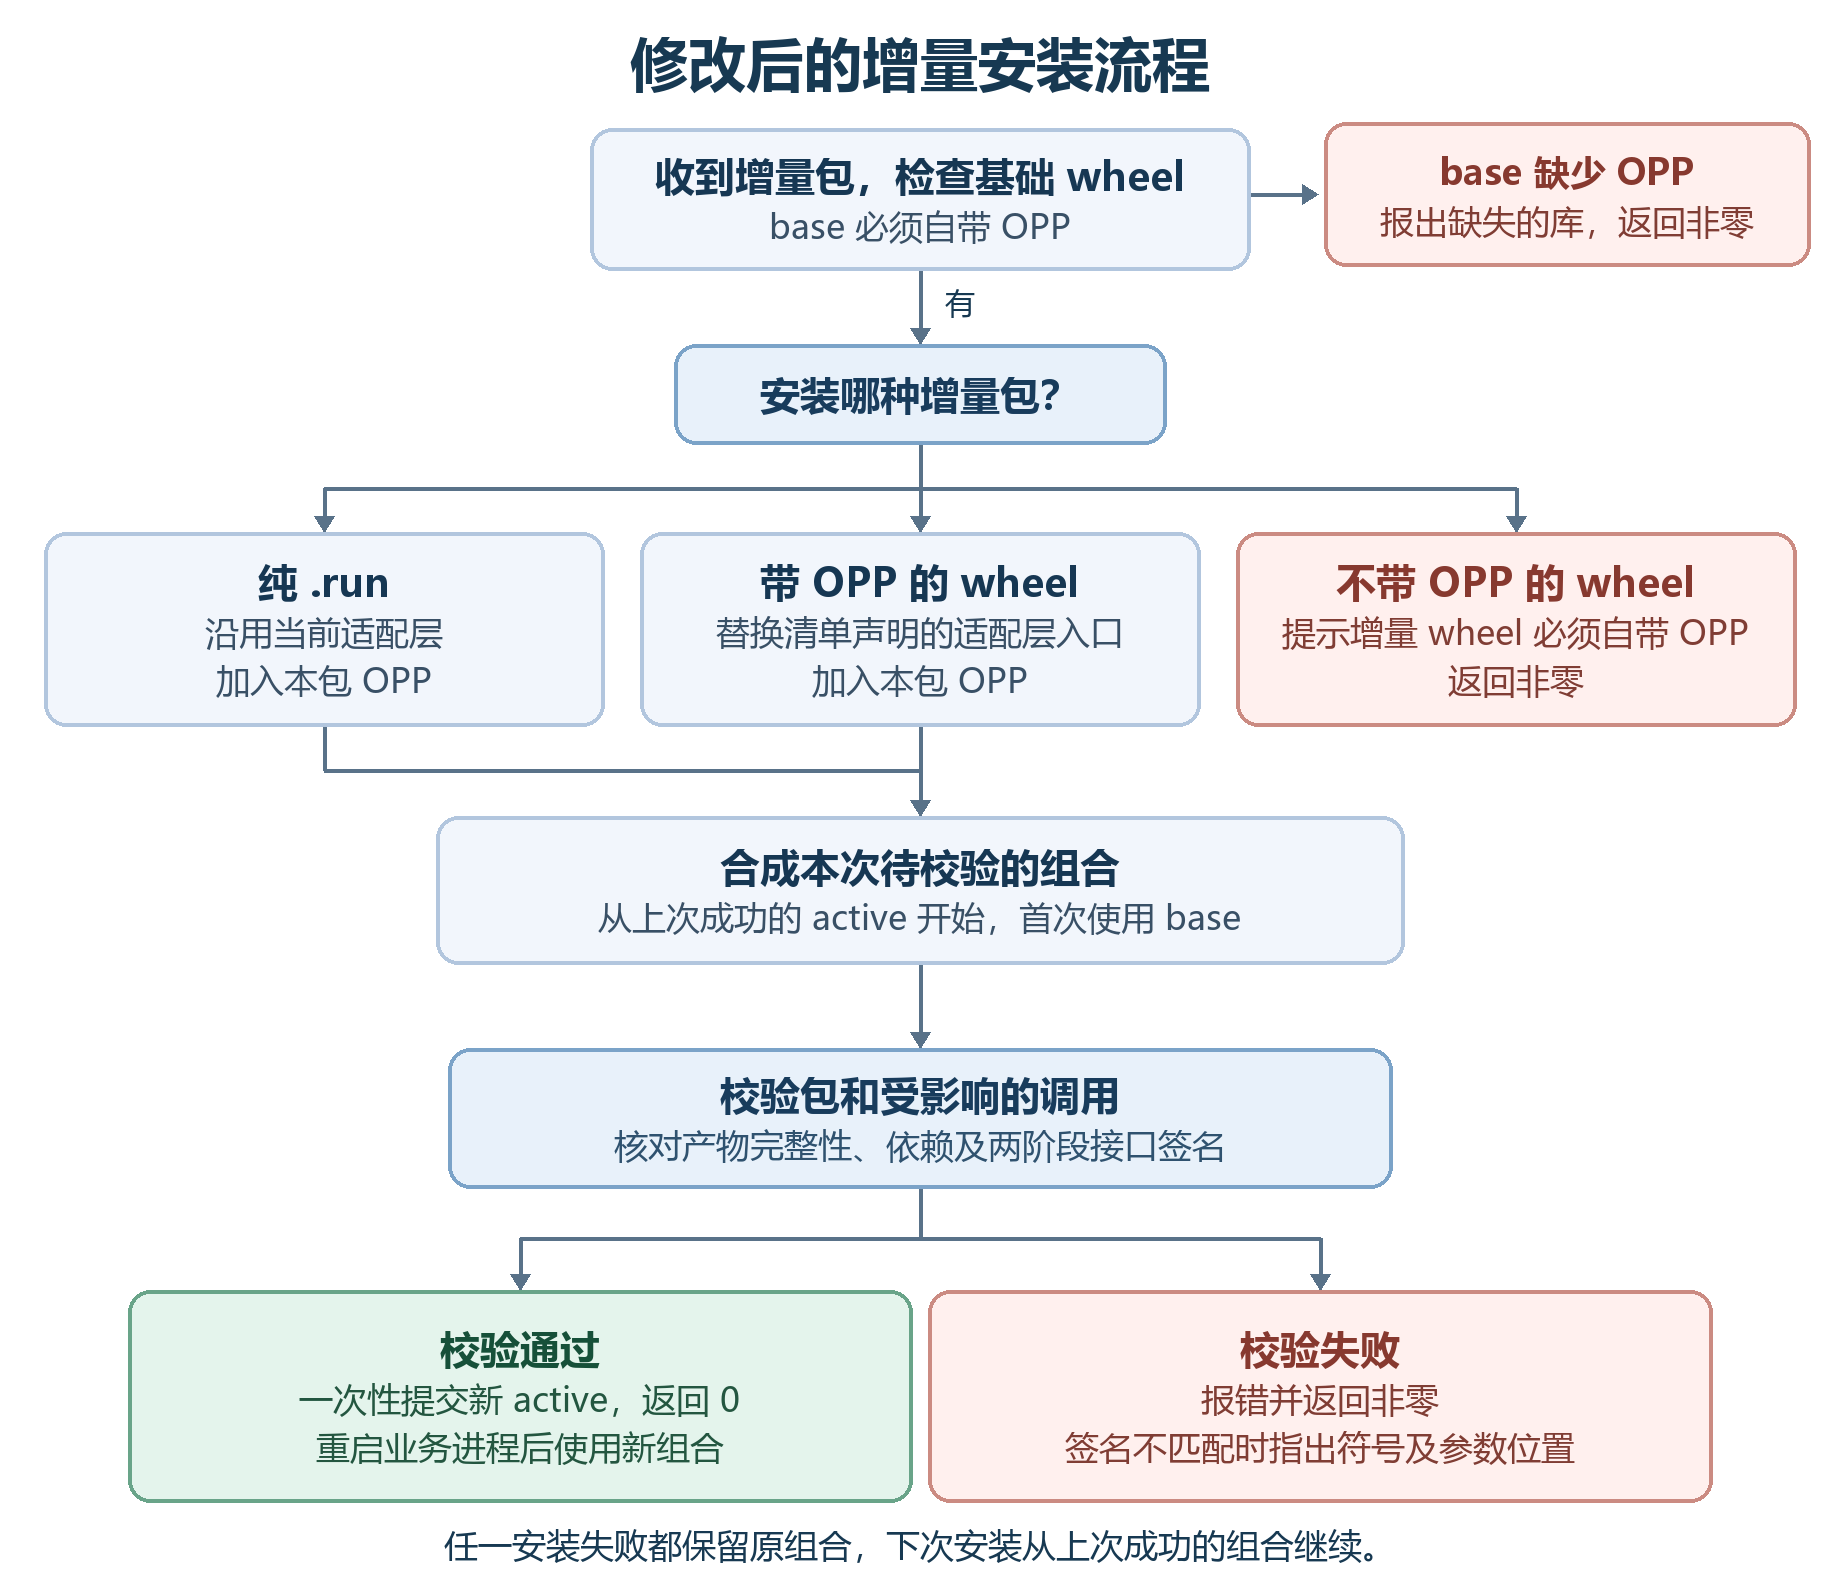 修改后的增量安装流程
收到增量包，检查基础 wheel
base 必须自带 OPP
base 缺少 OPP
报出缺失的库，返回非零
有
安装哪种增量包？
纯 .run
沿用当前适配层
加入本包 OPP
带 OPP 的 wheel
替换清单声明的适配层入口
加入本包 OPP
不带 OPP 的 wheel
提示增量 wheel 必须自带 OPP
返回非零
合成本次待校验的组合
从上次成功的 active 开始，首次使用 base
校验包和受影响的调用
核对产物完整性、依赖及两阶段接口签名
校验通过
一次性提交新 active，返回 0
重启业务进程后使用新组合
校验失败
报错并返回非零
签名不匹配时指出符号及参数位置
任一安装失败都保留原组合，下次安装从上次成功的组合继续。